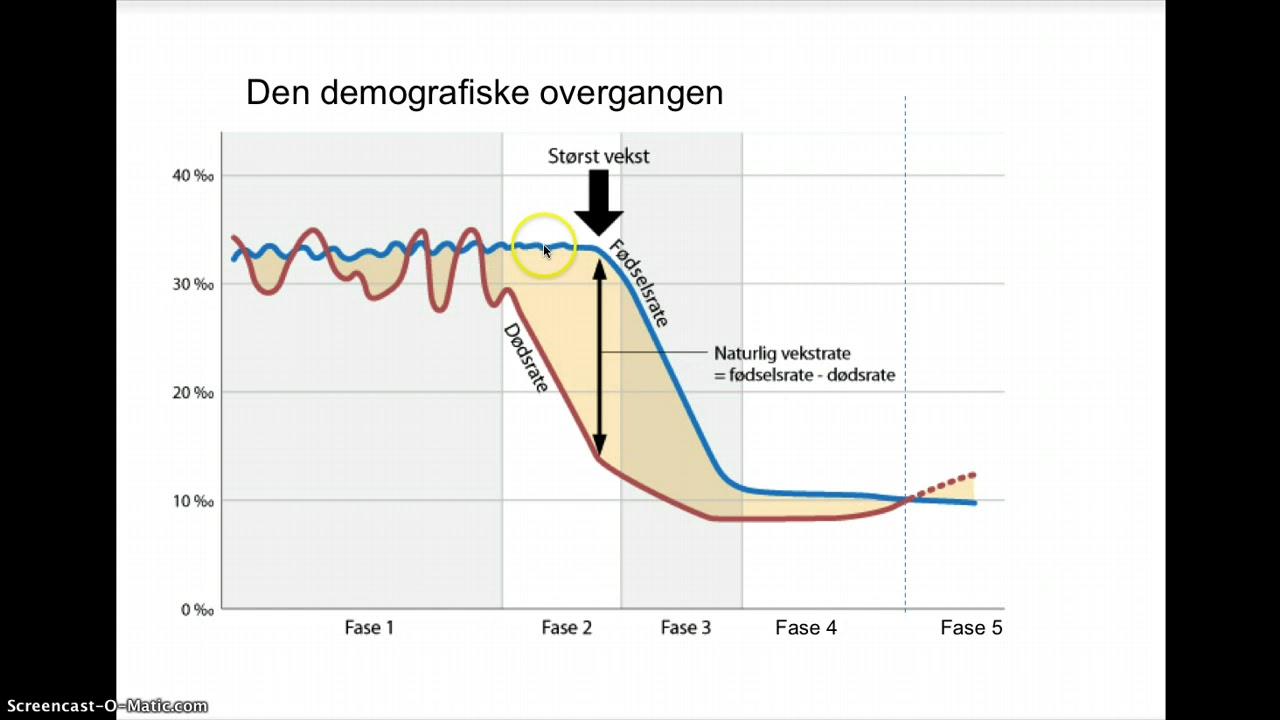 Den demografiske overgangen
Størst vekst
40 ‰
30 ‰
20 ‰
10 ‰
0 ‰
Fødselsrate
Dødsrate
Naturlig vekstrate
= fødselsrate - dødsrate
Fase 1
Fase 2
Fase 3
Fase 4
Fase 5
Screencast-O-Matic.com